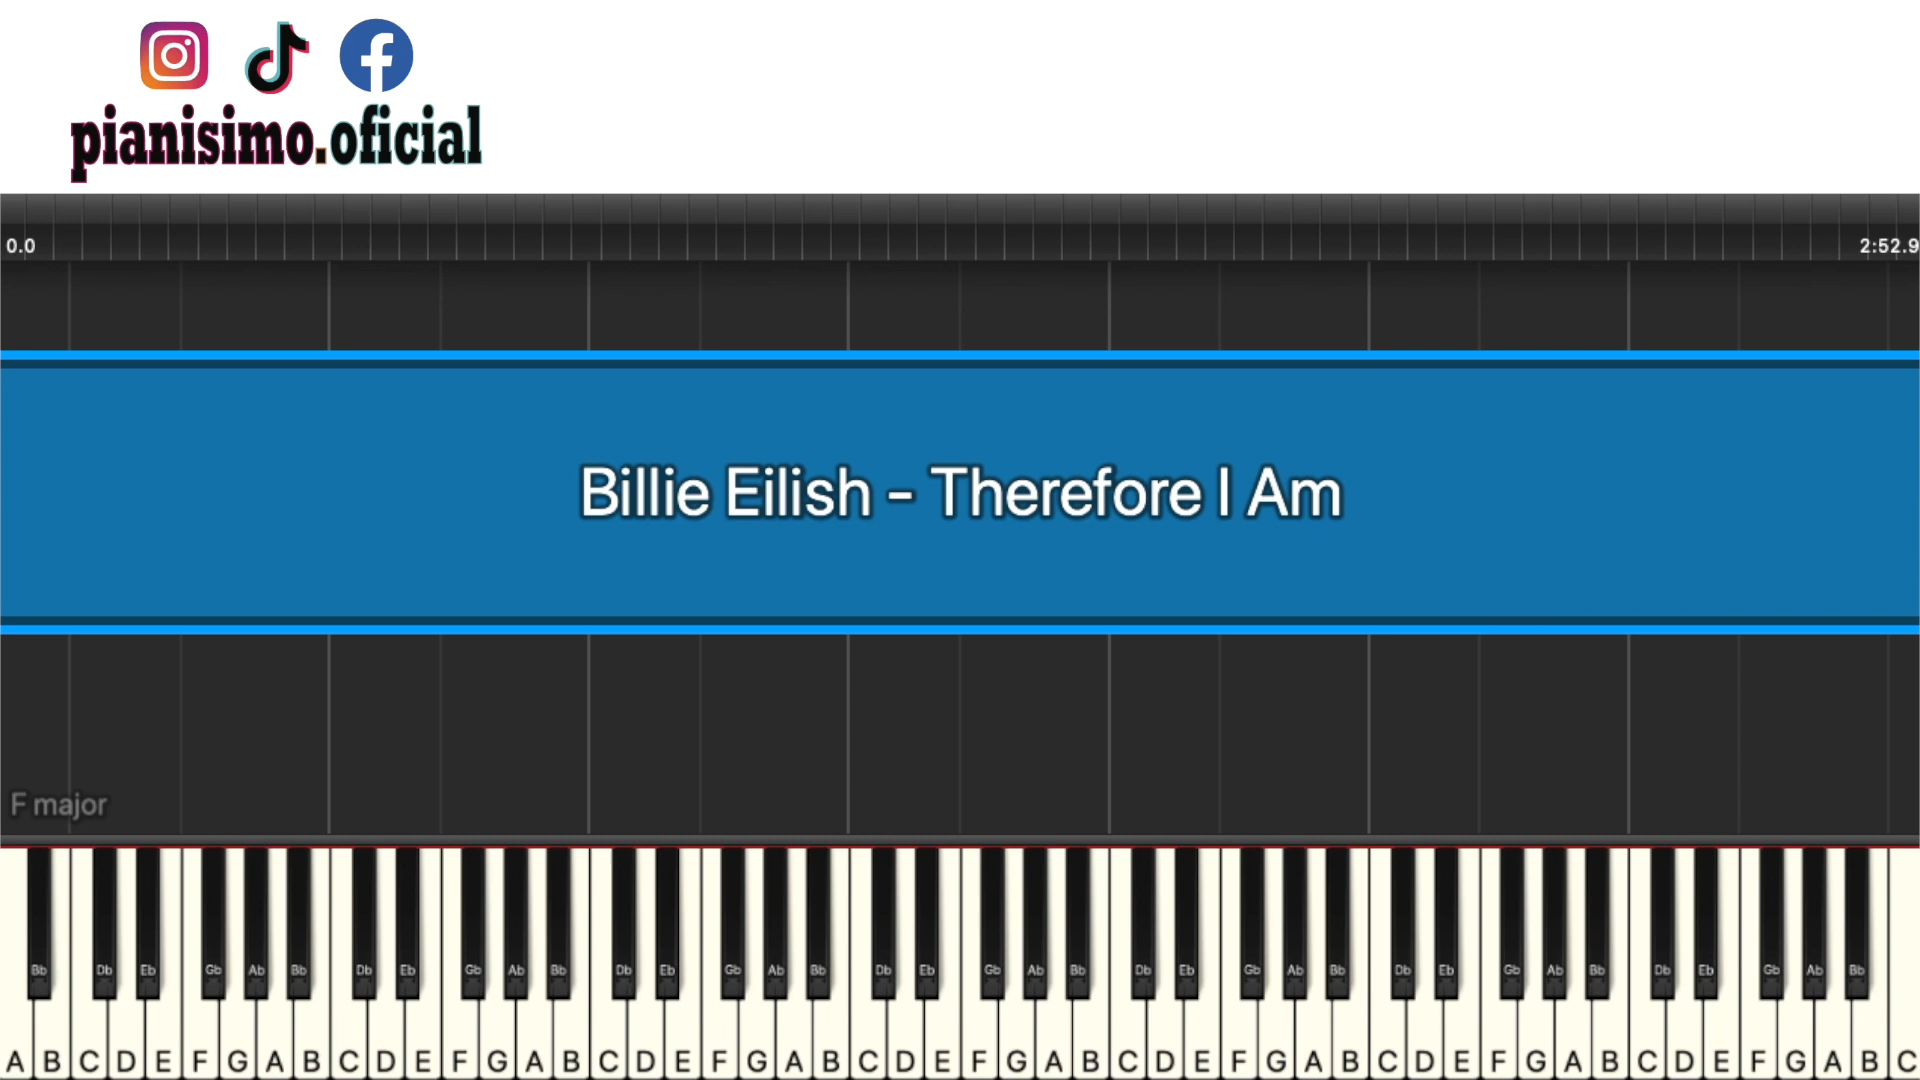 pianisimo.oficial
0.0 2:52.9
Billie Eilish - Therefore I Am
F major
Bb Db Eb Gb Ab Bb Db Eb Gb Ab Bb Db Eb Gb Ab Bb Db Eb Gb Ab Bb Db Eb Gb Ab Bb Db Eb Gb Ab Bb Db Eb Gb Ab Bb
A B C D E F G A B C D E F G A B C D E F G A B C D E F G A B C D E F G A B C D E F G A B C D E F G A B C